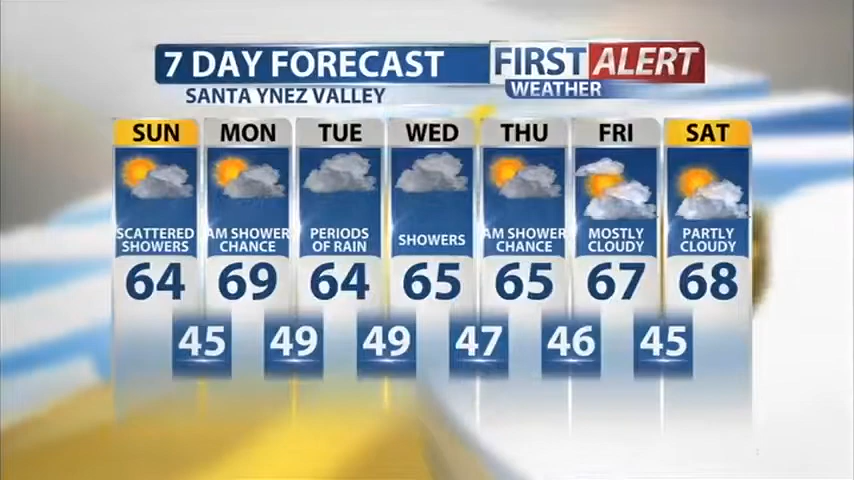 7 DAY FORECAST
FIRST ALERT
SANTA YNEZ VALLEY
WEATHER
SUN MON TUE WED THU FRI SAT
SCATTERED SHOWERS
AM SHOWER CHANCE
PERIODS OF RAIN
SHOWERS
AM SHOWER CHANCE
MOSTLY CLOUDY
PARTLY CLOUDY
64 69 64 65 65 67 68
45 49 49 47 46 45